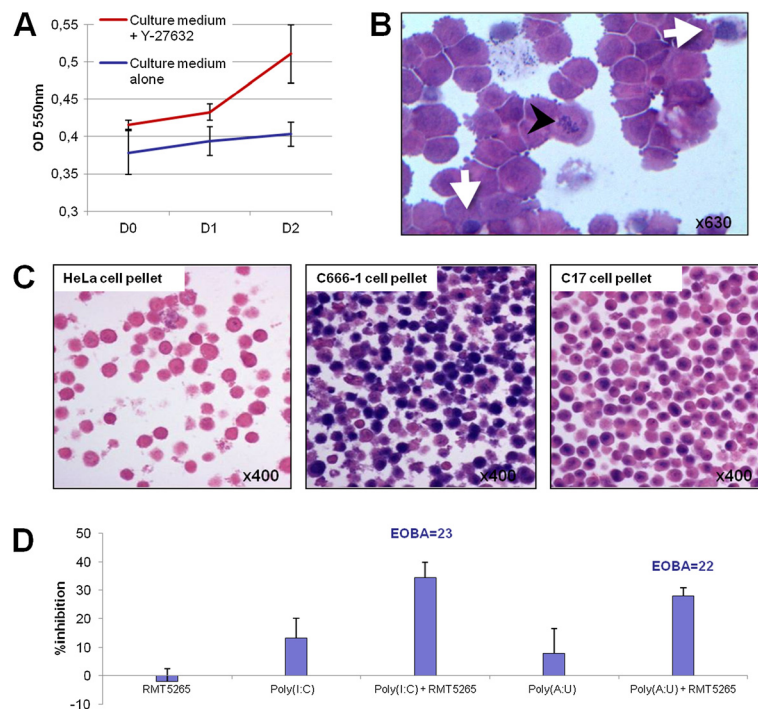 A
0,55
0,5
0,45
0,4
0,35
0,3
OD 550nm
Culture medium
+ Y-27632
Culture medium
alone
D0
D1
D2
B
x630
C
HeLa cell pellet
x400
C666-1 cell pellet
x400
C17 cell pellet
x400
D
%inhibition
50
40
30
20
10
0
-10
EOBA=23
EOBA=22
RMT5265
Poly(I:C)
Poly(I:C) + RMT5265
Poly(A:U)
Poly(A:U) + RMT5265